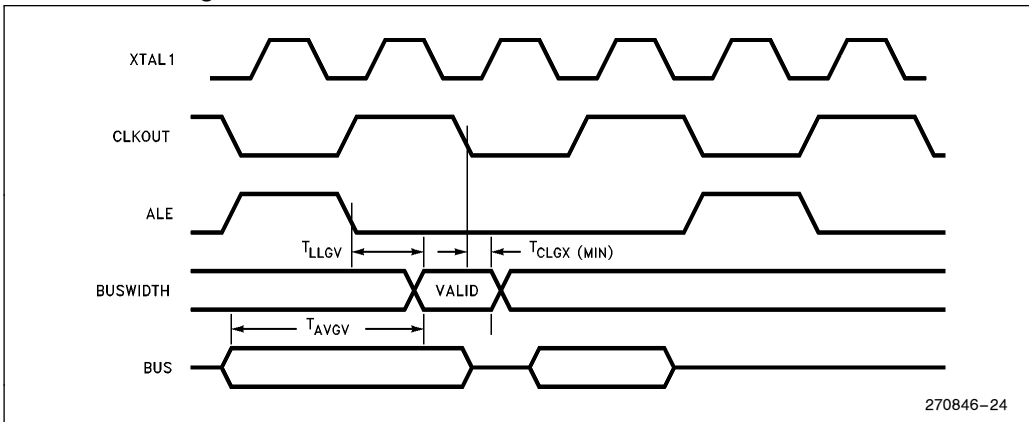 XTAL1
CLKOUT
ALE
TLLGV
TCLGX (MIN)
BUSWIDTH
VALID
TAVGV
BUS
270846-24